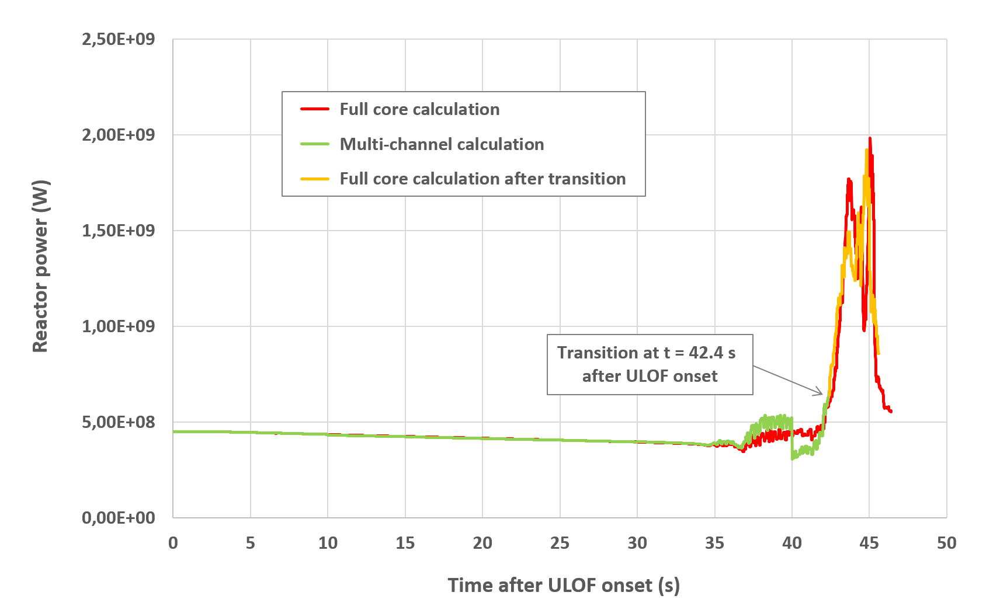 2,50E+09
2,00E+09
1,50E+09
1,00E+09
5,00E+08
0,00E+00
Reactor power (W)
Full core calculation
Multi-channel calculation
Full core calculation after transition
Transition at t = 42.4 s
after ULOF onset
0 5 10 15 20 25 30 35 40 45 50
Time after ULOF onset (s)